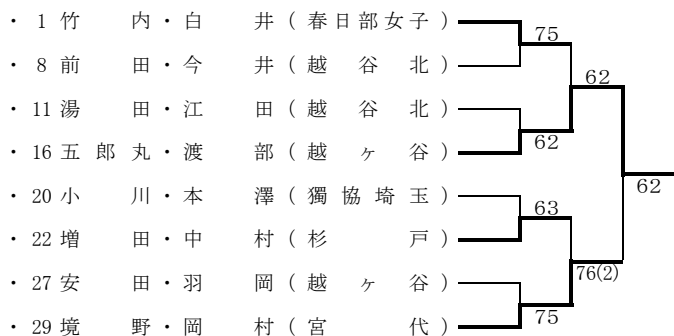 ・ 1 竹 内・白 井 ( 春日部女子 )
75
・ 8 前 田・今 井 ( 越 谷 北 )
62
・ 11 湯 田・江 田 ( 越 谷 北 )
62
・ 16 五 郎 丸・渡 部 ( 越 ヶ 谷 )
62
・ 20 小 川・本 澤 ( 獨協埼玉 )
63
・ 22 増 田・中 村 ( 杉 戸 )
76(2)
・ 27 安 田・羽 岡 ( 越 ヶ 谷 )
75
・ 29 境 野・岡 村 ( 宮 代 )